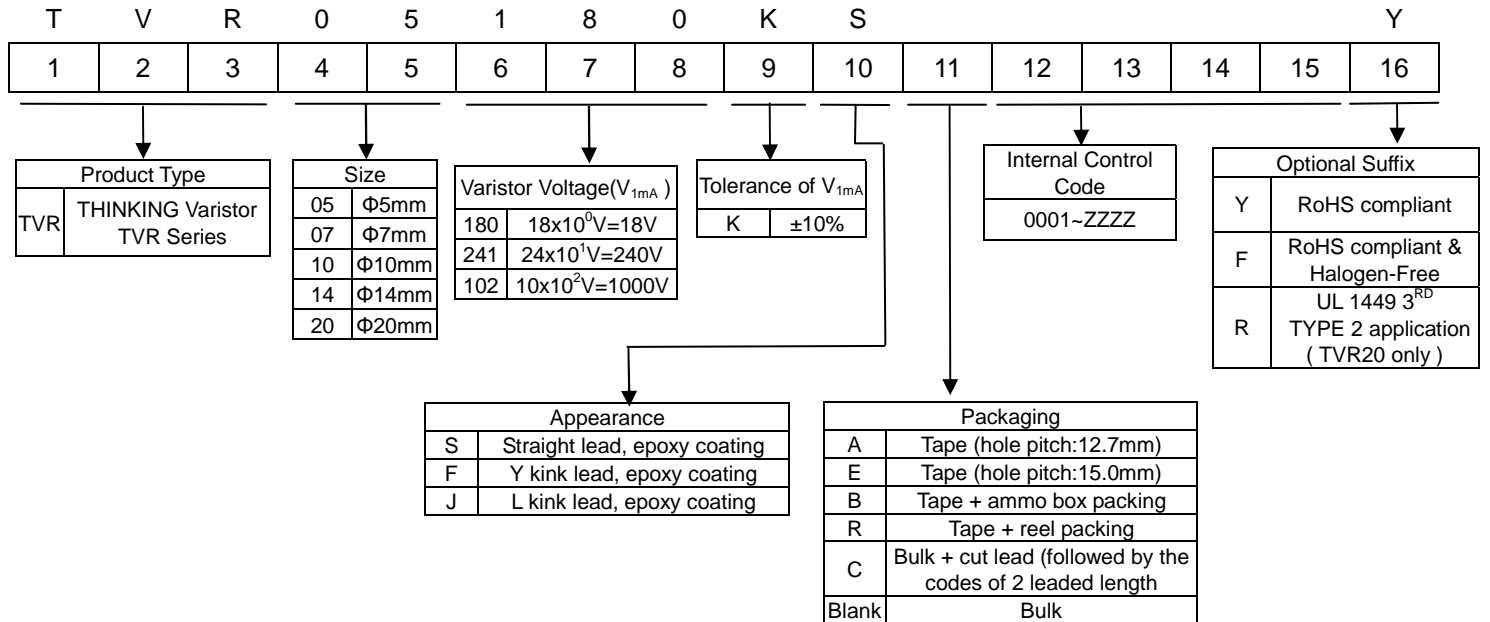 T V R 0 5 1 8 0 K S Y
1 2 3 4 5 6 7 8 9 10 11 12 13 14 15 16
Product Type
TVR THINKING Varistor
TVR Series
Size
05 Φ5mm
07 Φ7mm
10 Φ10mm
14 Φ14mm
20 Φ20mm
Varistor Voltage(V1mA )
180 18x10⁰V=18V
241 24x10¹V=240V
102 10x10²V=1000V
Tolerance of V1mA
K ±10%
Internal Control
Code
0001~ZZZZ
Optional Suffix
Y RoHS compliant
F RoHS compliant &
Halogen-Free
R UL 1449 3RD
TYPE 2 application
( TVR20 only )
Appearance
S Straight lead, epoxy coating
F Y kink lead, epoxy coating
J L kink lead, epoxy coating
Packaging
A Tape (hole pitch:12.7mm)
E Tape (hole pitch:15.0mm)
B Tape + ammo box packing
R Tape + reel packing
C Bulk + cut lead (followed by the
codes of 2 leaded length
Blank Bulk